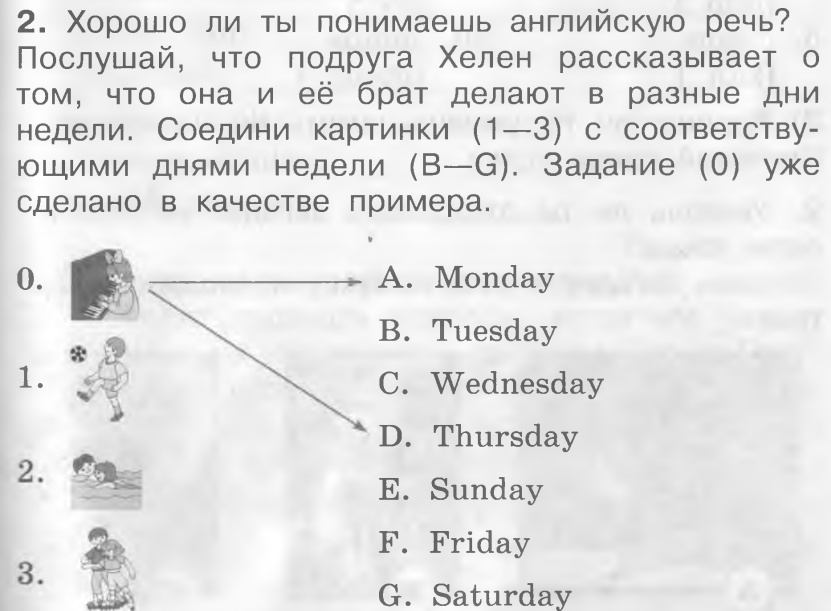 2. Хорошо ли ты понимаешь английскую речь?
Послушай, что подруга Хелен рассказывает о
том, что она и её брат делают в разные дни
недели. Соедини картинки (1—3) с соответству-
ющими днями недели (B—G). Задание (0) уже
сделано в качестве примера.
0.
A. Monday
B. Tuesday
1.
C. Wednesday
D. Thursday
2.
E. Sunday
F. Friday
3.
G. Saturday